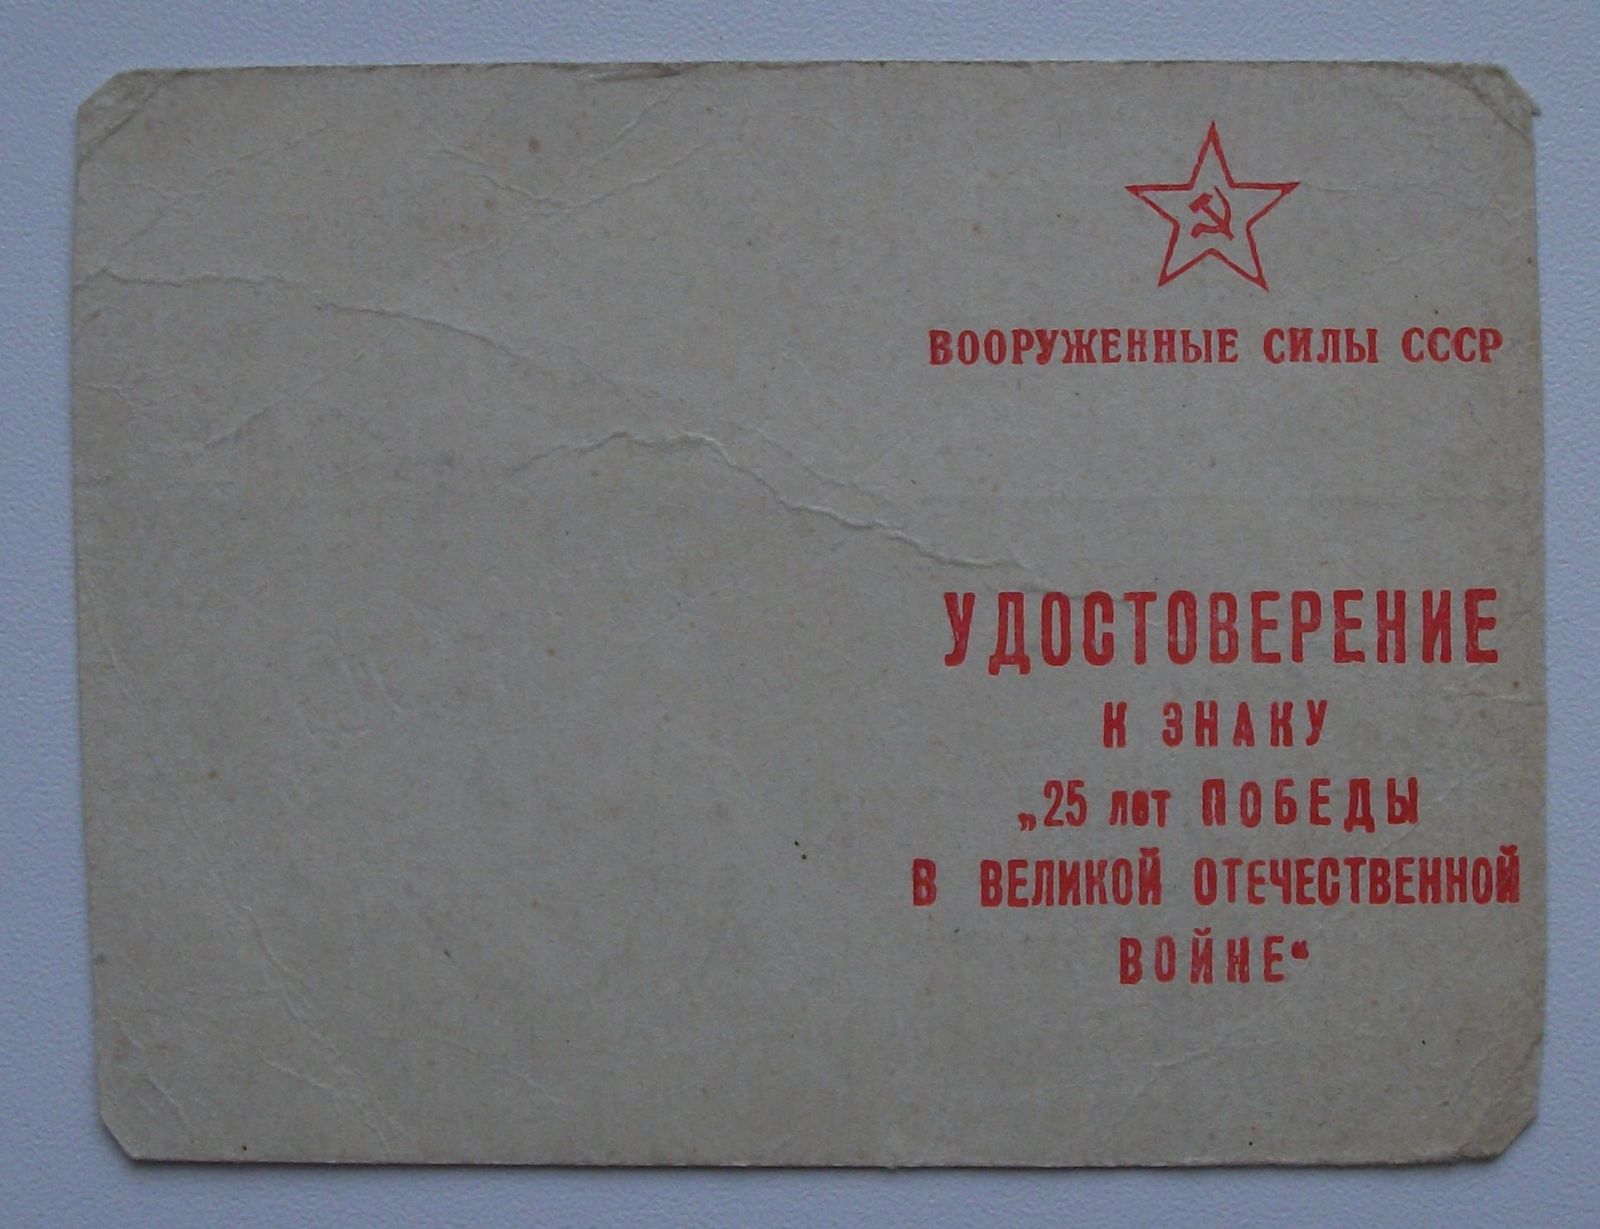 ВООРУЖЕННЫЕ СИЛЫ СССР
УДОСТОВЕРЕНИЕ
К ЗНАКУ
„25 лет ПОБЕДЫ
В ВЕЛИКОЙ ОТЕЧЕСТВЕННОЙ
ВОЙНЕ“